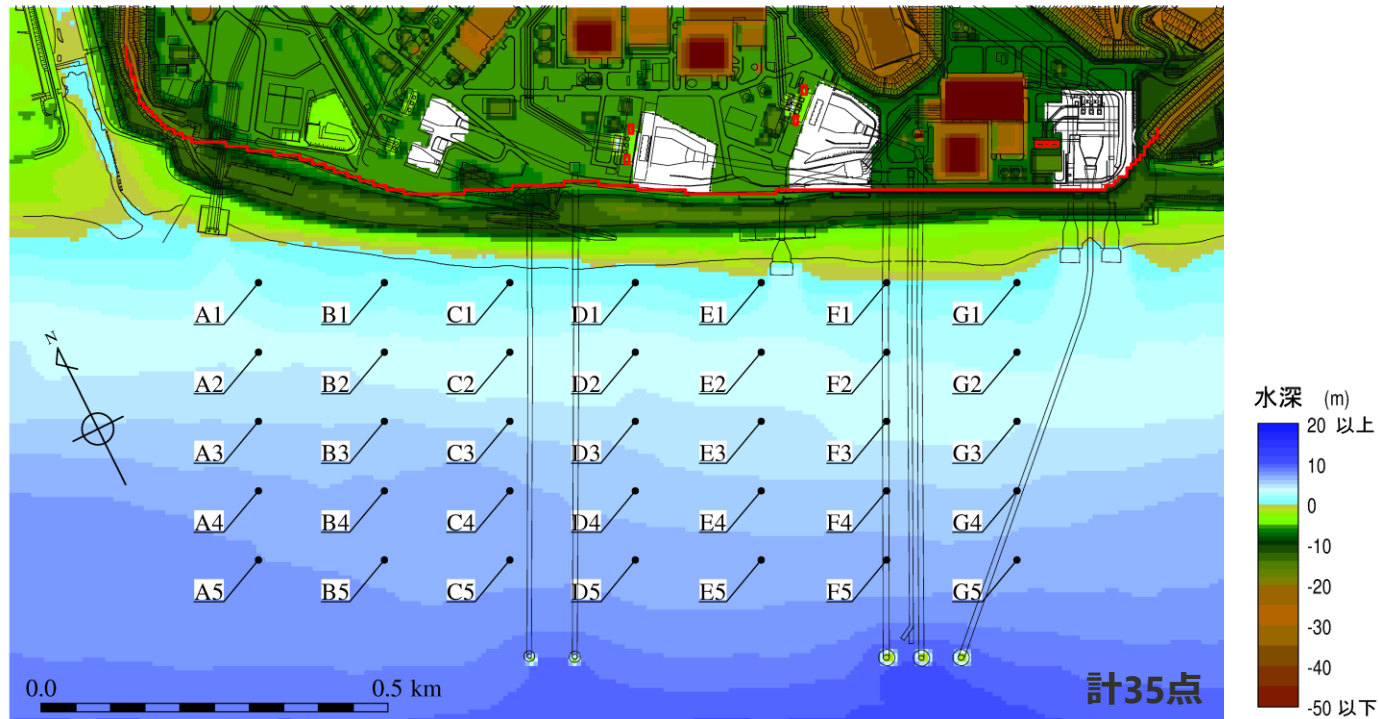 A1 B1 C1 D1 E1 F1 G1
N
A2 B2 C2 D2 E2 F2 G2
A3 B3 C3 D3 E3 F3 G3
A4 B4 C4 D4 E4 F4 G4
A5 B5 C5 D5 E5 F5 G5
0.0 0.5 km
計35点
水深 (m)
20 以上
10
0
-10
-20
-30
-40
-50 以下